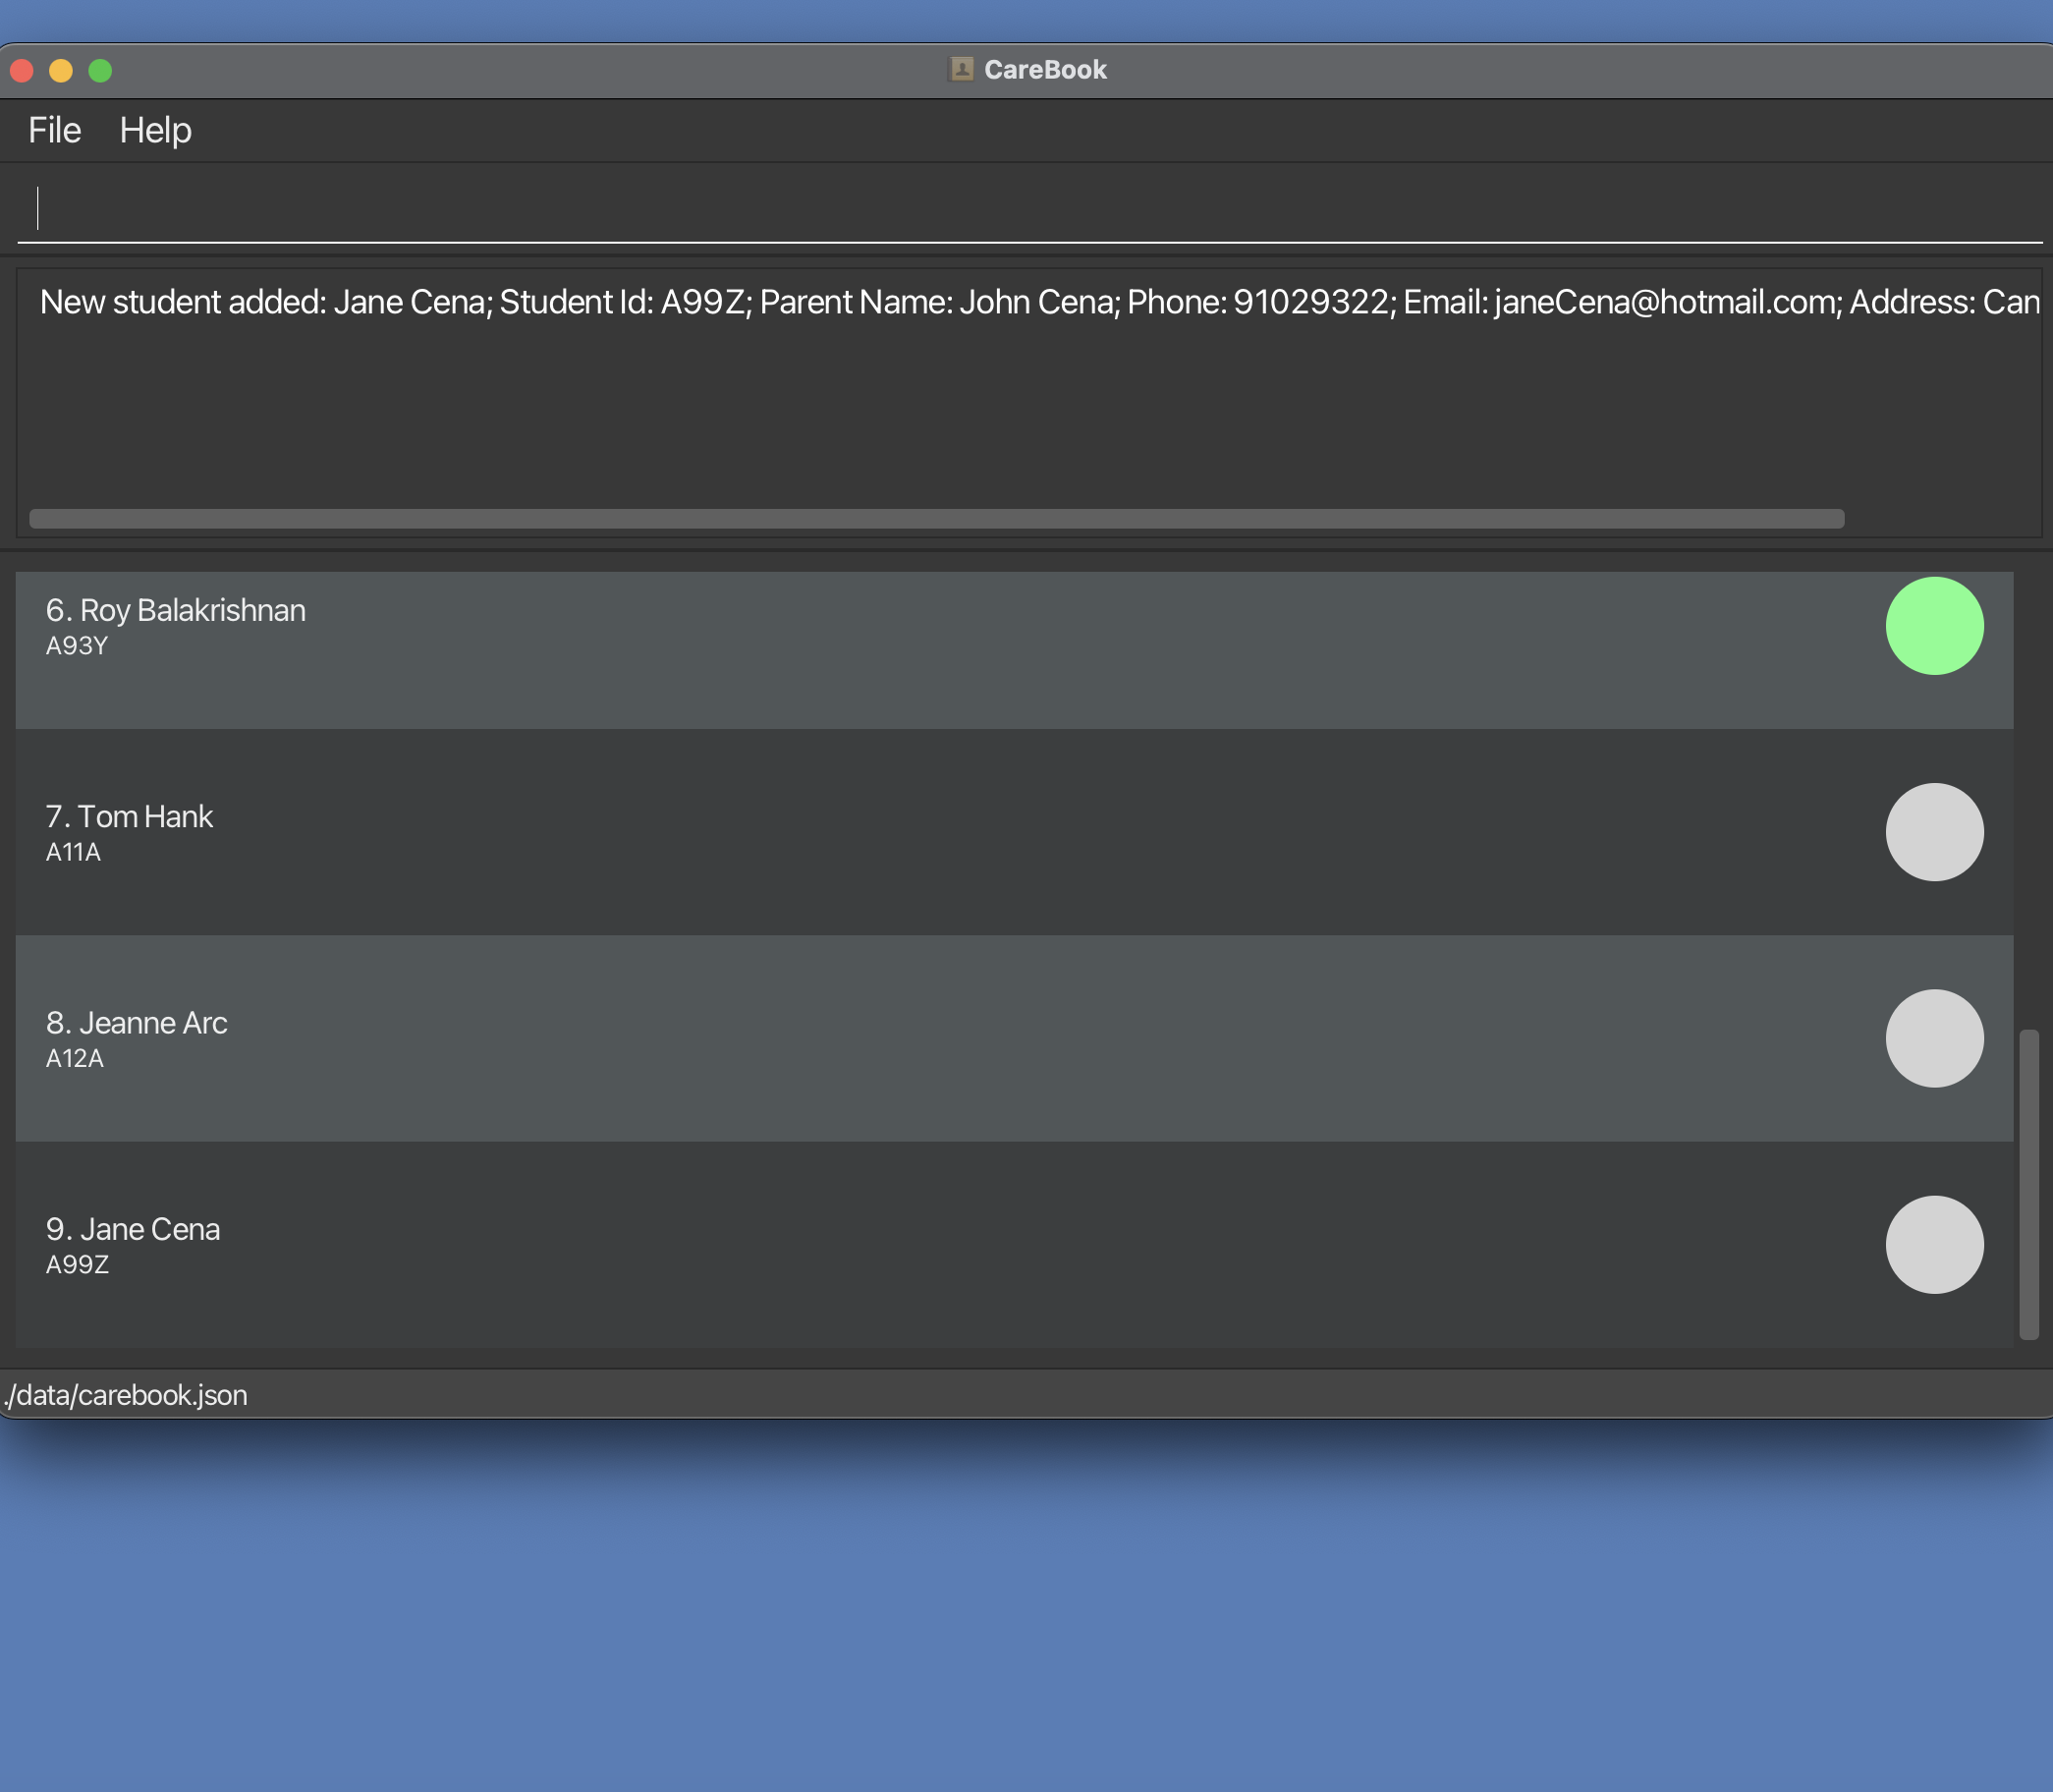 CareBook
File Help
New student added: Jane Cena; Student Id: A99Z; Parent Name: John Cena; Phone: 91029322; Email: janeCena@hotmail.com; Address:
6. Roy Balakrishnan
A93Y
7. Tom Hank
A11A
8. Jeanne Arc
A12A
9. Jane Cena
A99Z
./data/carebook.json